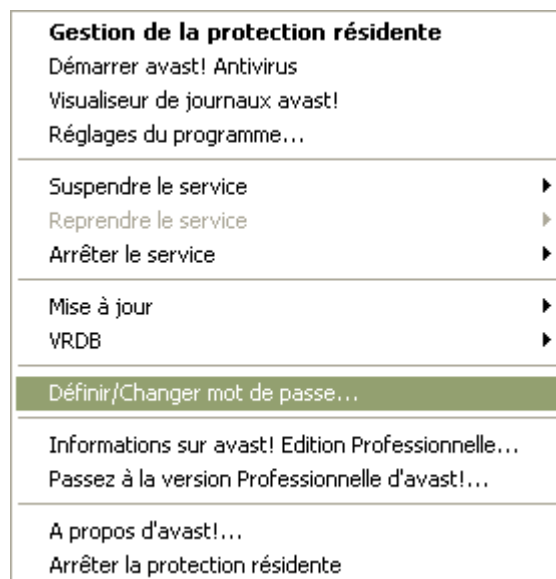 Gestion de la protection résidente
Démarrer avast! Antivirus
Visualiseur de journaux avast!
Réglages du programme...
Suspendre le service
Reprendre le service
Arrêter le service
Mise à jour
VRDB
Définir/Changer mot de passe...
Informations sur avast! Edition Professionnelle...
Passez à la version Professionnelle d'avast!...
A propos d'avast!...
Arrêter la protection résidente